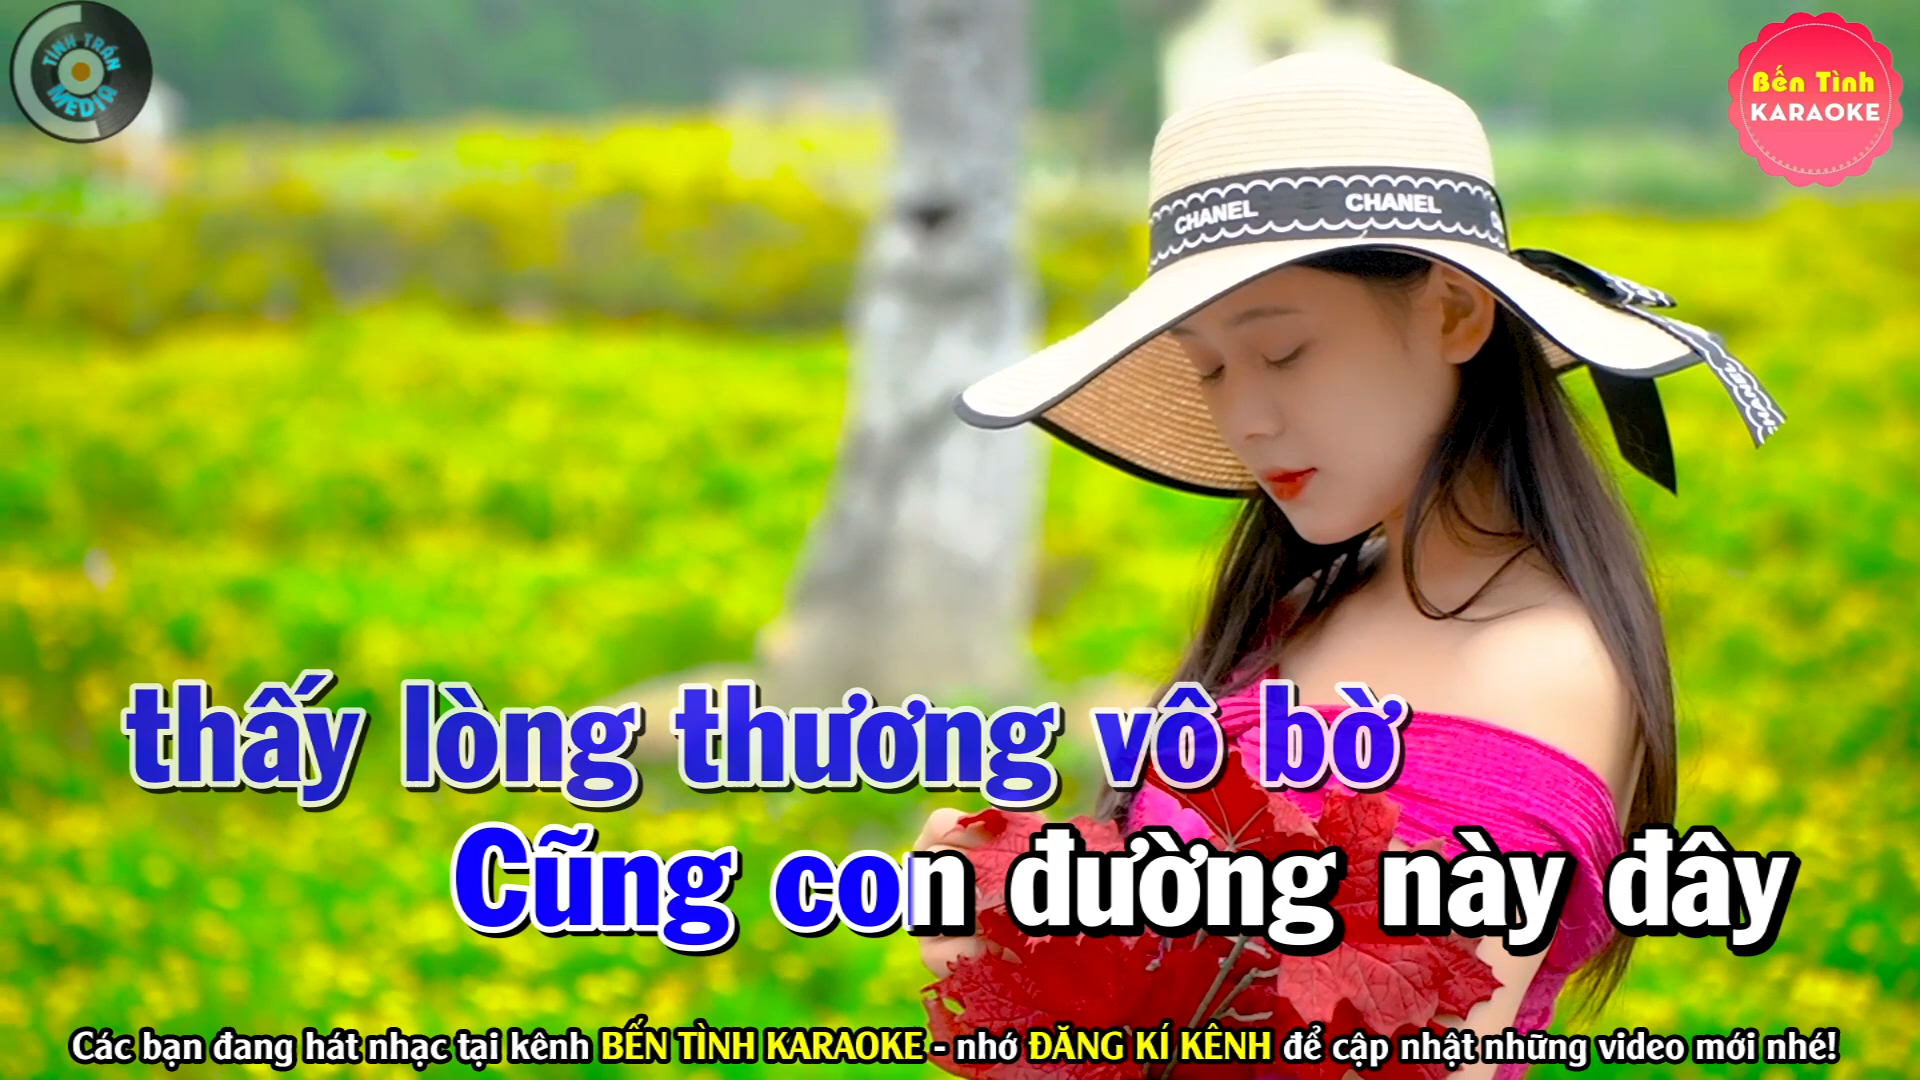 TÌNH TRẦN
MEDIA
Bến Tình
KARAOKE
CHANEL CHANEL
CHANEL
thấy lòng thương vô bờ
Cũng con đường này đây
Các bạn đang hát nhạc tại kênh BẾN TÌNH KARAOKE - nhớ ĐĂNG KÍ KÊNH để cập nhật những video mới nhé!